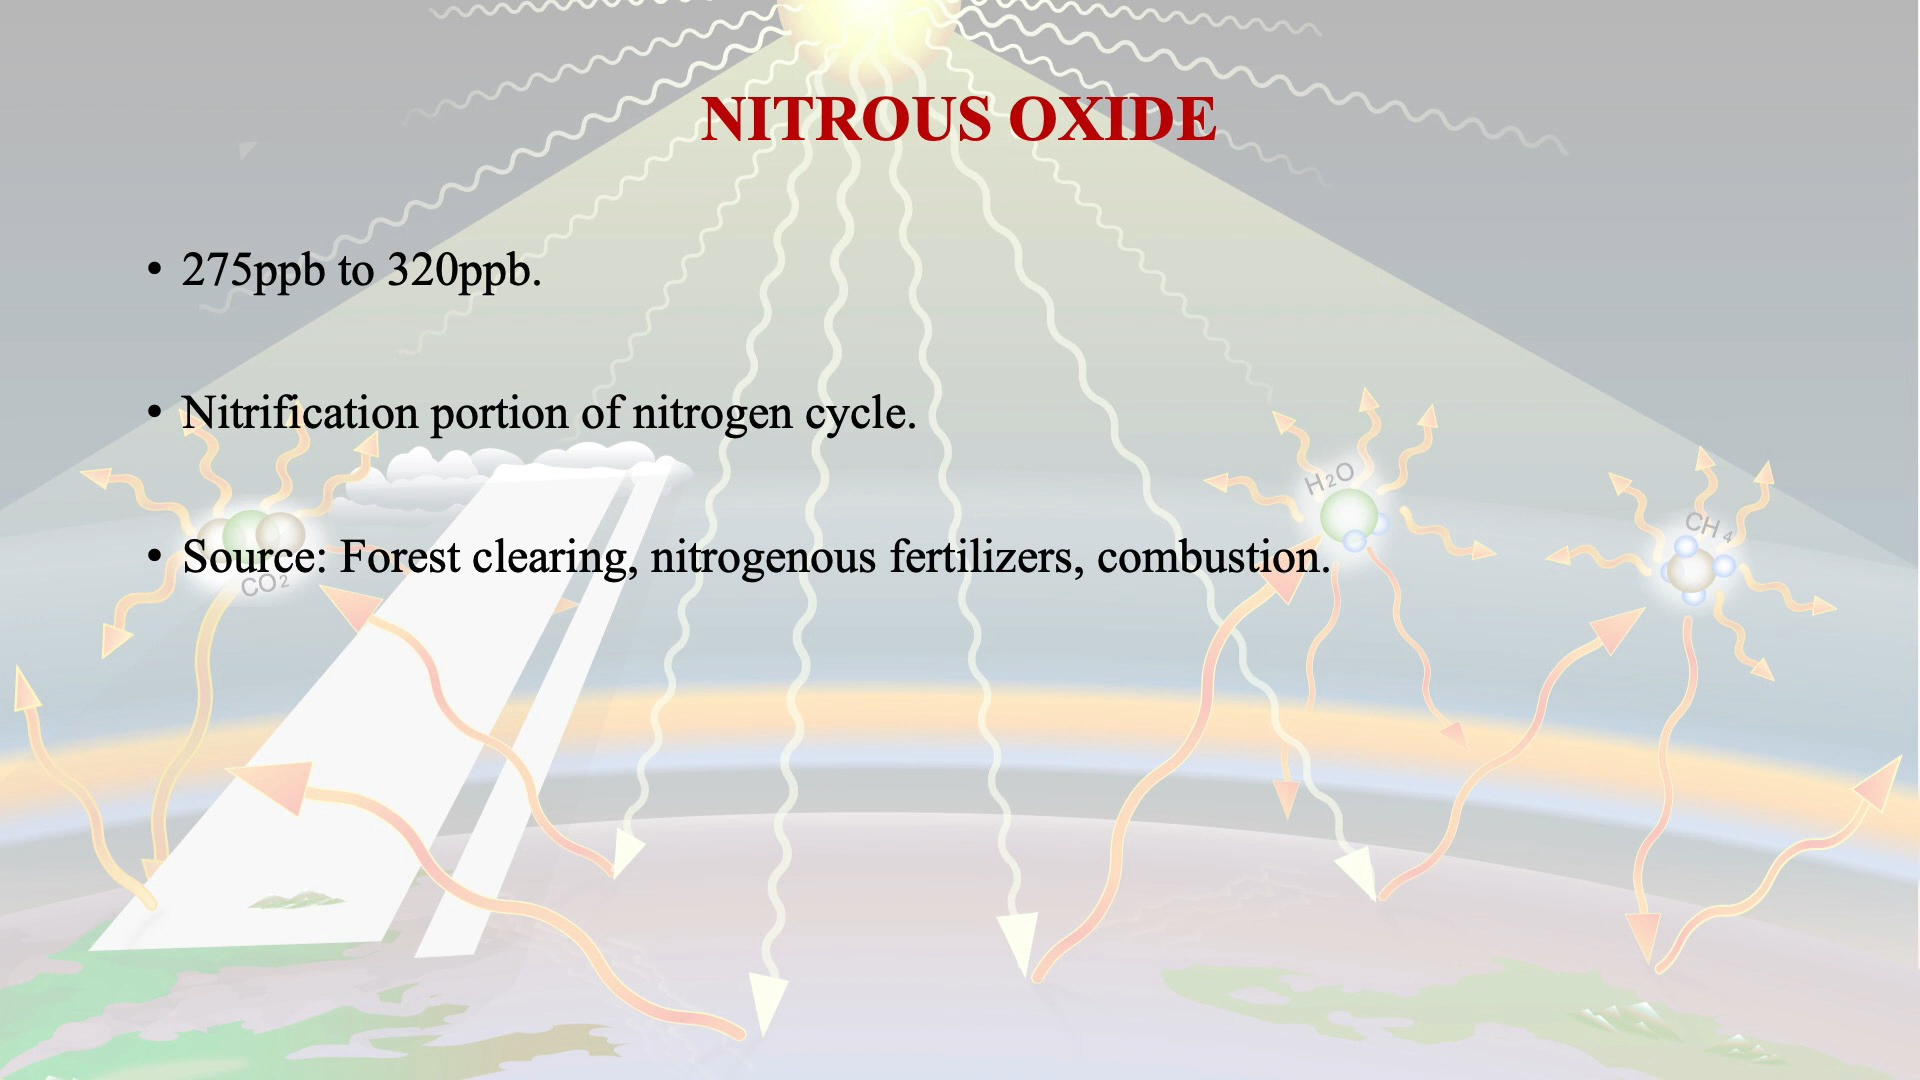 NITROUS OXIDE
• 275ppb to 320ppb.
• Nitrification portion of nitrogen cycle.
H₂O
CH₄
• Source: Forest clearing, nitrogenous fertilizers, combustion.
CO₂